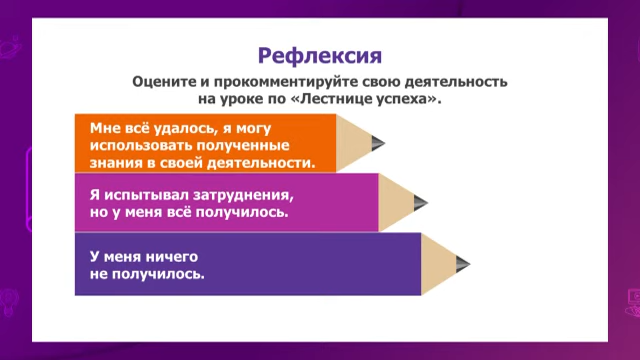 Рефлексия
Оцените и прокомментируйте свою деятельность
на уроке по «Лестнице успеха».
Мне всё удалось, я могу
использовать полученные
знания в своей деятельности.
Я испытывал затруднения,
но у меня всё получилось.
У меня ничего
не получилось.